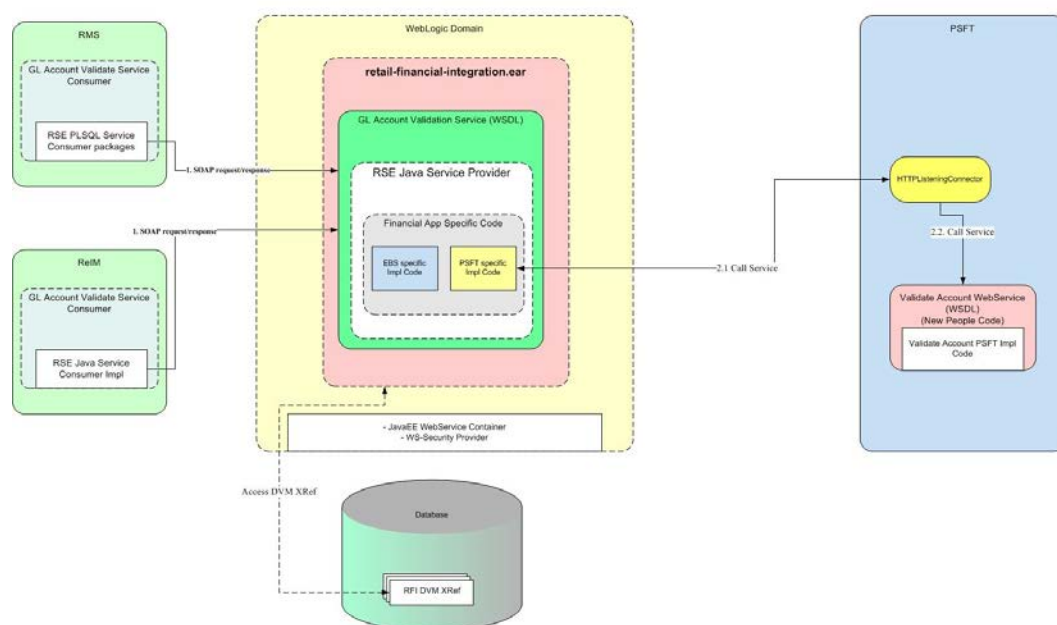 RMS
GL Account Validate Service
Consumer
RSE PLSQL Service
Consumer packages
1. SOAP request/response
ReIM
GL Account Validate Service
Consumer
RSE Java Service
Consumer Impl
1. SOAP request/response
WebLogic Domain
retail-financial-integration.ear
GL Account Validation Service (WSDL)
RSE Java Service Provider
Financial App Specific Code
EBS specific
Impl Code
PSFT specific
Impl Code
- JavaEE WebService Container
- WS-Security Provider
2.1 Call Service
PSFT
HTTPListeningConnector
2.2. Call Service
Validate Account WebService
(WSDL)
(New People Code)
Validate Account PSFT Impl
Code
Access DVM XRef
Database
RFI DVM XRef